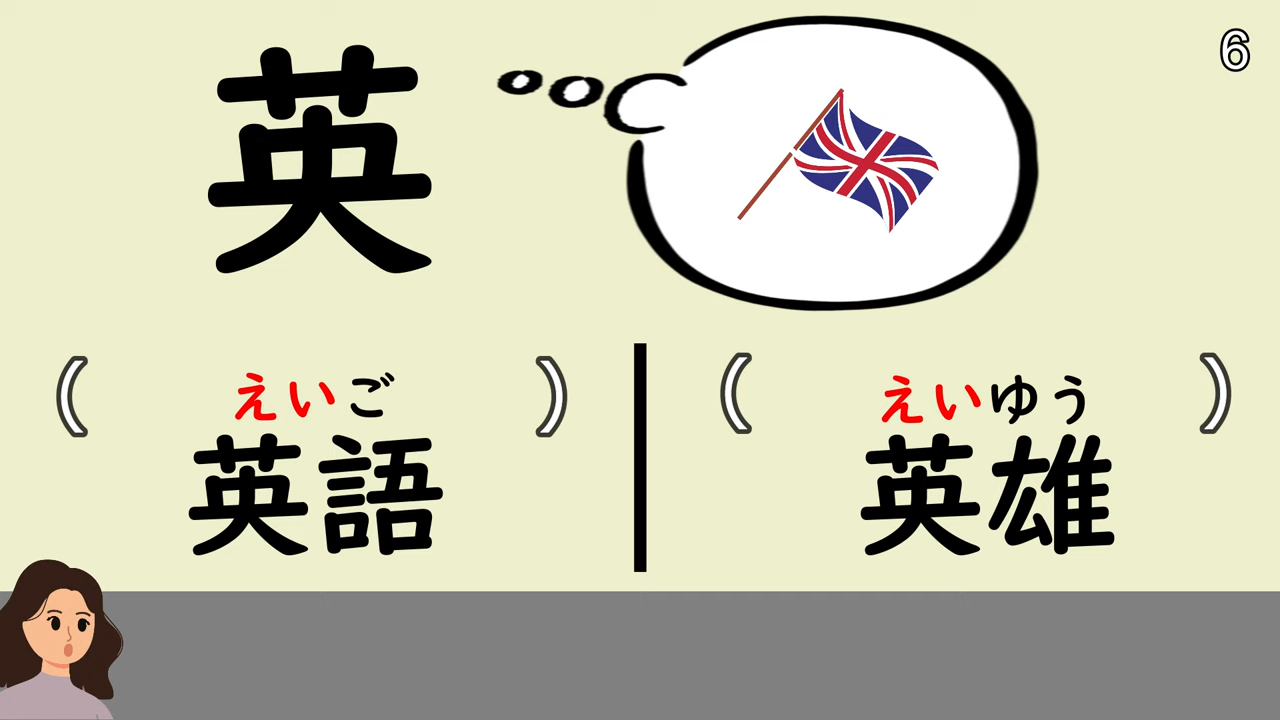 6
英
( えいご )
英語
( えいゆう )
英雄